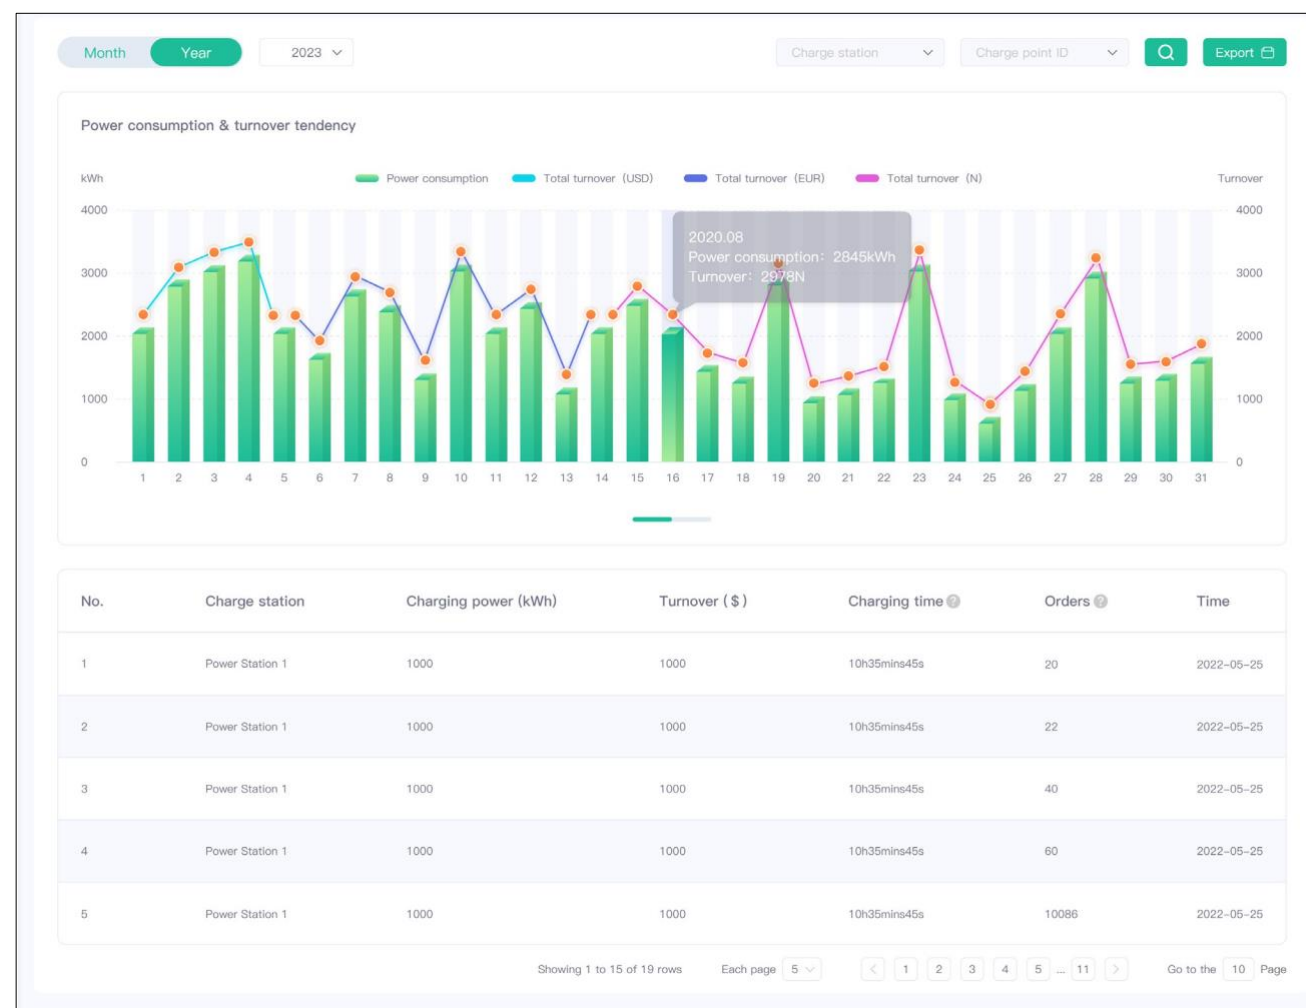 Month Year 2023 Charge station Charge point ID Export
Power consumption & turnover tendency
kWh Power consumption Total turnover (USD) Total turnover (EUR) Total turnover (N) Turnover
4000 4000
2020.08
Power consumption: 2845kWh
3000 Turnover: 2978N 3000
2000 2000
1000 1000
0 0
1 2 3 4 5 6 7 8 9 10 11 12 13 14 15 16 17 18 19 20 21 22 23 24 25 26 27 28 29 30 31
No. Charge station Charging power (kWh) Turnover ($) Charging time ? Orders ? Time
1 Power Station 1 1000 1000 10h35mins45s 20 2022-05-25
2 Power Station 1 1000 1000 10h35mins45s 22 2022-05-25
3 Power Station 1 1000 1000 10h35mins45s 40 2022-05-25
4 Power Station 1 1000 1000 10h35mins45s 60 2022-05-25
5 Power Station 1 1000 1000 10h35mins45s 10086 2022-05-25
Showing 1 to 15 of 19 rows Each page 5 < 1 2 3 4 5 ... 11 > Go to the 10 Page